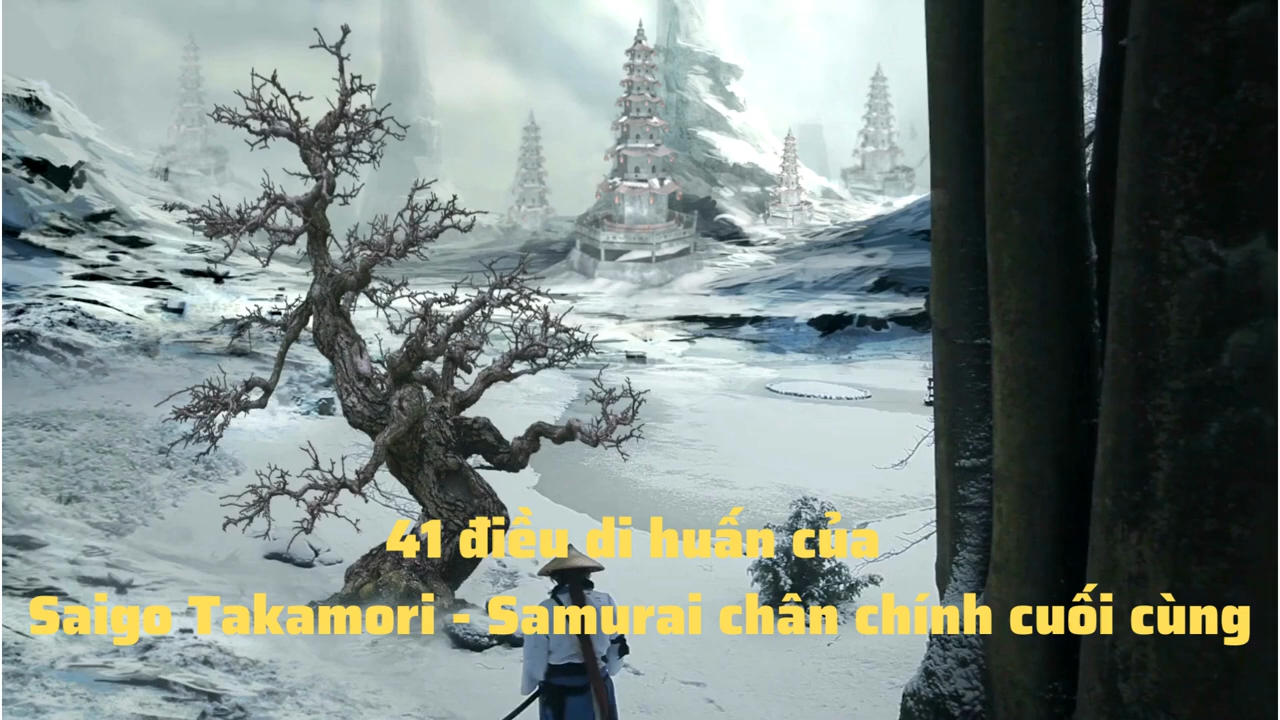 41 điều di huấn của
Saigo Takamori - Samurai chân chính cuối cùng